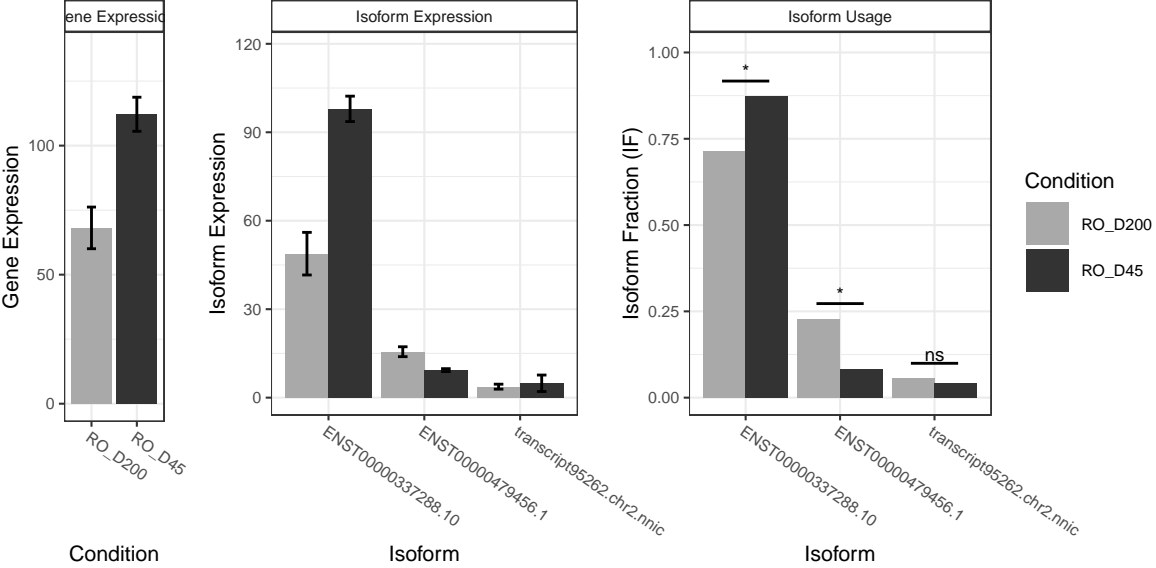 ene Expressio
Gene Expression
100
50
0
RO_D200
RO_D45
Condition
Isoform Expression
Isoform Expression
120
90
60
30
0
ENST00000337288.10
ENST00000479456.1
transcript95262.chr2.nnic
Isoform
Isoform Usage
Isoform Fraction (IF)
1.00
0.75
0.50
0.25
0.00
*
*
ns
ENST00000337288.10
ENST00000479456.1
transcript95262.chr2.nnic
Isoform
Condition
RO_D200
RO_D45